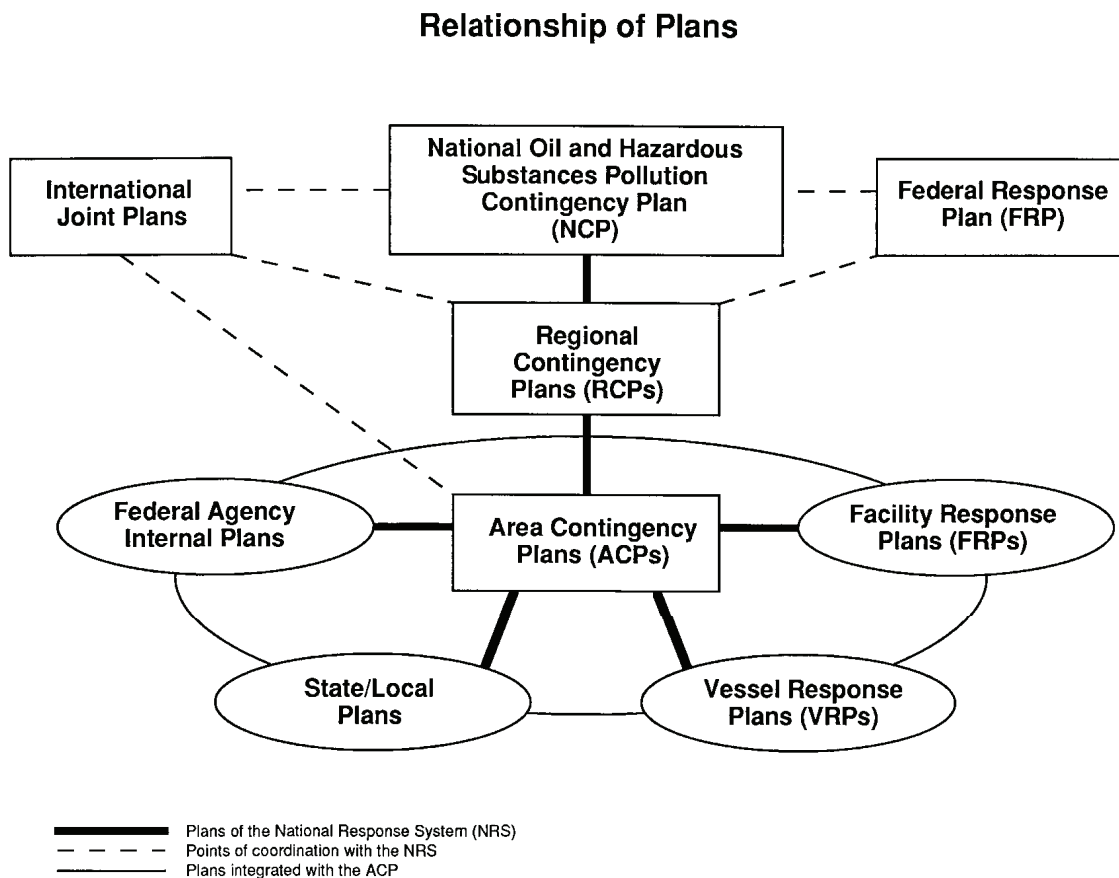 Relationship of Plans
National Oil and Hazardous
Substances Pollution
Contingency Plan
(NCP)
International
Joint Plans
Federal Response
Plan (FRP)
Regional
Contingency
Plans (RCPs)
Federal Agency
Internal Plans
Area Contingency
Plans (ACPs)
Facility Response
Plans (FRPs)
State/Local
Plans
Vessel Response
Plans (VRPs)
Plans of the National Response System (NRS)
Points of coordination with the NRS
Plans integrated with the ACP